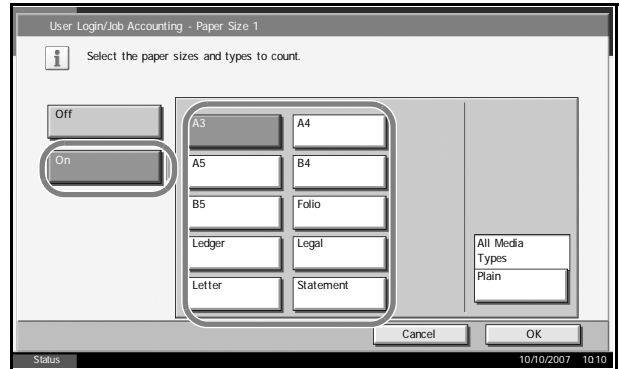 User Login/Job Accounting - Paper Size 1
Select the paper sizes and types to count.
Off
On
A3
A4
A5
B4
B5
Folio
Ledger
Legal
Letter
Statement
All Media
Types
Plain
Cancel
OK
Status
10/10/2007 10:10